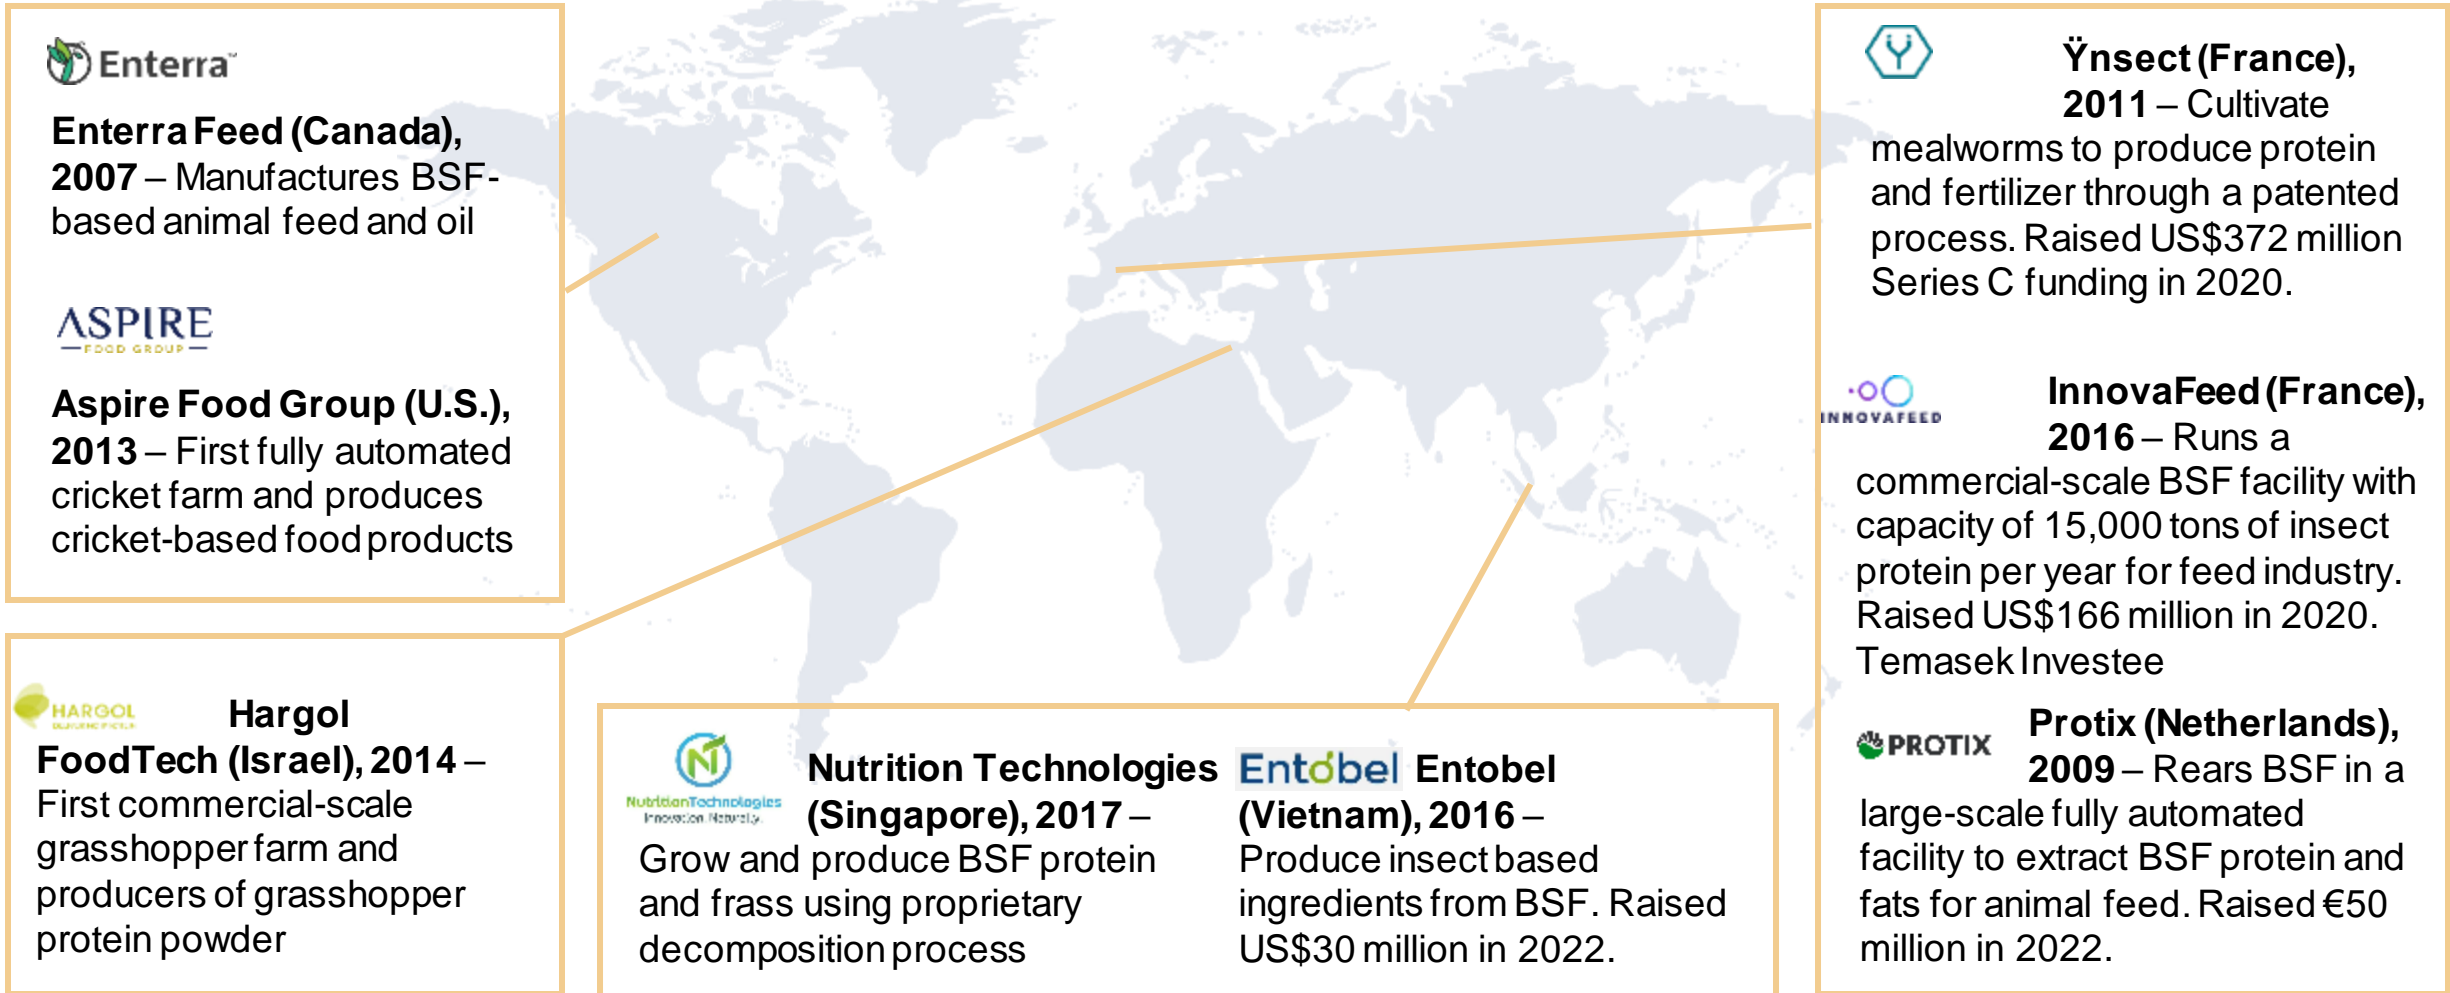 Enterra™
Enterra Feed (Canada),
2007 – Manufactures BSF-
based animal feed and oil
ASPIRE
FOOD GROUP
Aspire Food Group (U.S.),
2013 – First fully automated
cricket farm and produces
cricket-based food products
HARGOL
Hargol
FoodTech (Israel), 2014 –
First commercial-scale
grasshopper farm and
producers of grasshopper
protein powder
NutritionTechnologies
Innovation. Naturally.
Nutrition Technologies
(Singapore), 2017 –
Grow and produce BSF protein
and frass using proprietary
decomposition process
Entobel Entobel
(Vietnam), 2016 –
Produce insect based
ingredients from BSF. Raised
US$30 million in 2022.
Ÿnsect (France),
2011 – Cultivate
mealworms to produce protein
and fertilizer through a patented
process. Raised US$372 million
Series C funding in 2020.
INNOVAFEED
InnovaFeed (France),
2016 – Runs a
commercial-scale BSF facility with
capacity of 15,000 tons of insect
protein per year for feed industry.
Raised US$166 million in 2020.
Temasek Investee
PROTIX
Protix (Netherlands),
2009 – Rears BSF in a
large-scale fully automated
facility to extract BSF protein and
fats for animal feed. Raised €50
million in 2022.